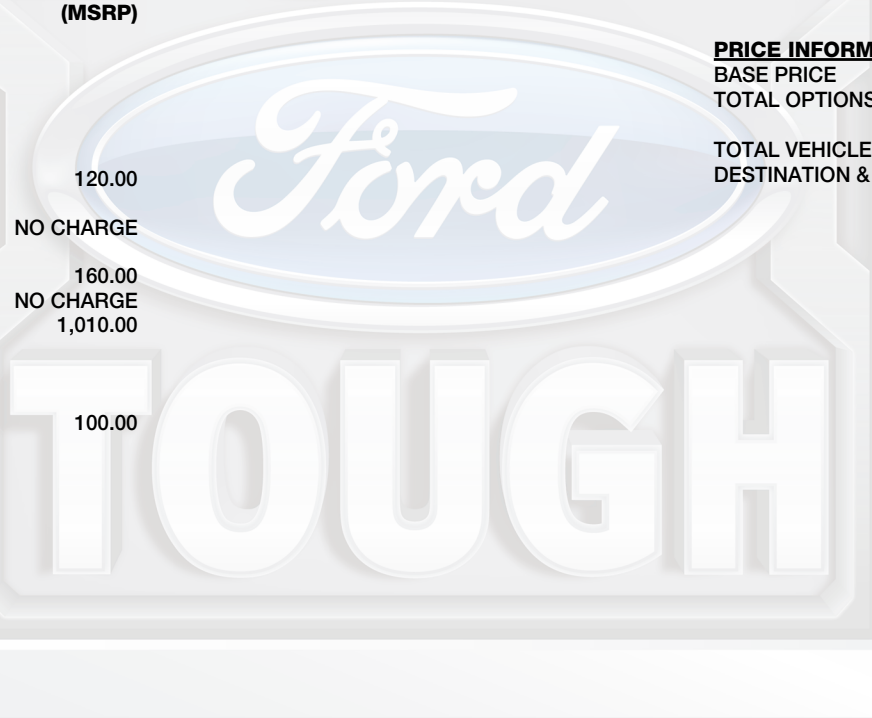 (MSRP)
120.00
NO CHARGE
160.00
NO CHARGE
1,010.00
100.00
PRICE INFORM
BASE PRICE
TOTAL OPTIONS
TOTAL VEHICLE
DESTINATION &
Ford
TOUGH